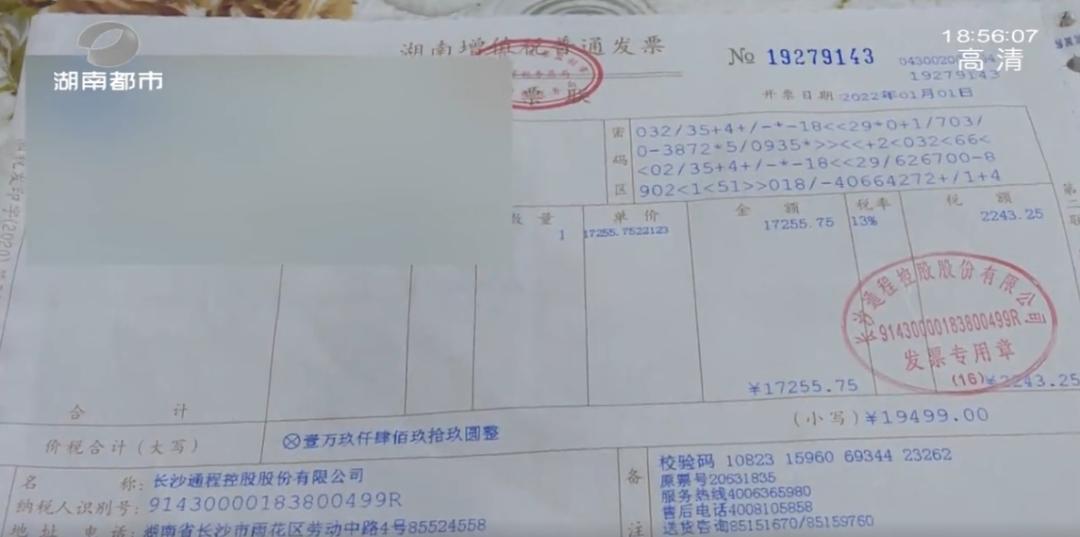 湖南都市
18:56:07
高清
湖南增值税普通发票
№ 19279143
19279143
开票日期:2022年01月01日
密码区
032/35+4+/-*-18<<29*0+1/703/
0-3872*5/0935*>><<+2<032<66<
<02/35+4+/-*-18<<29/626700-8
902<1<51>>018/-40664272+/1+4
数量 单价 金额 税率 税额
1 17255.7522123 17255.75 13% 2243.25
长沙通程控股股份有限公司
91430000183800499R
发票专用章
(16)
合计 ¥17255.75 ¥2243.25
价税合计(大写) ⊗壹万玖仟肆佰玖拾玖圆整 (小写)¥19499.00
名称:长沙通程控股股份有限公司
纳税人识别号:91430000183800499R
地址、电话:湖南省长沙市雨花区劳动中路4号85524558
备注
校验码 10823 15960 69344 23262
原票号20631835
服务热线4006365980
售后电话4008105858
送货咨询85151670/85159760